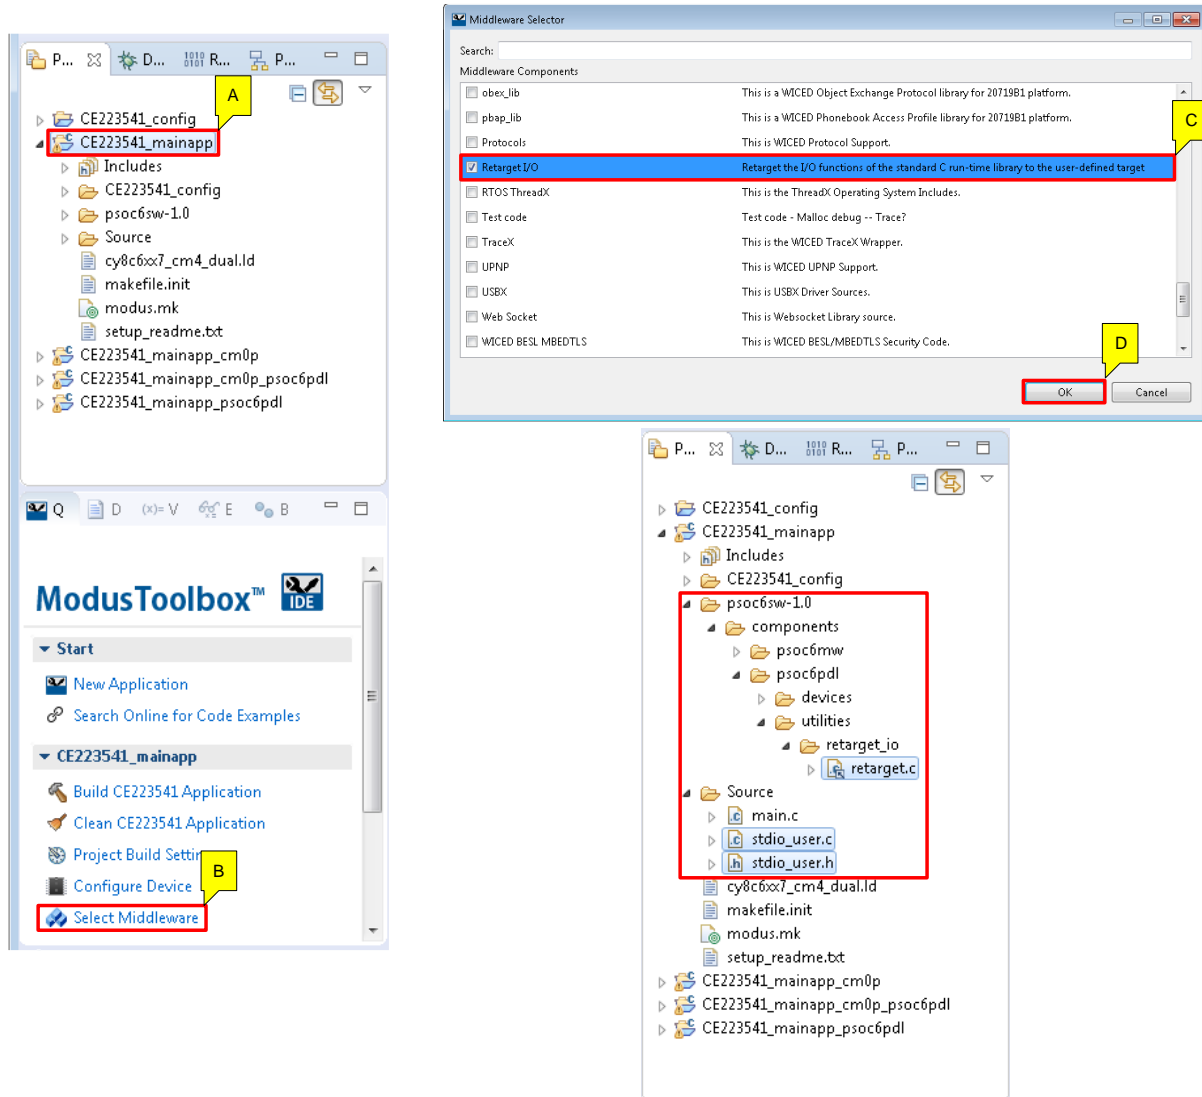 P... D... R... P...
A
CE223541_config
CE223541_mainapp
Includes
CE223541_config
psoc6sw-1.0
Source
cy8c6xx7_cm4_dual.ld
makefile.init
modus.mk
setup_readme.txt
CE223541_mainapp_cm0p
CE223541_mainapp_cm0p_psoc6pdl
CE223541_mainapp_psoc6pdl
Q D (x)= V E B
ModusToolbox™ IDE
Start
New Application
Search Online for Code Examples
CE223541_mainapp
Build CE223541 Application
Clean CE223541 Application
Project Build Settin
B
Configure Device
Select Middleware
Middleware Selector
Search:
Middleware Components
obex_lib This is a WICED Object Exchange Protocol library for 20719B1 platform.
pbap_lib This is a WICED Phonebook Access Profile library for 20719B1 platform.
C
Protocols This is WICED Protocol Support.
Retarget I/O Retarget the I/O functions of the standard C run-time library to the user-defined target
RTOS ThreadX This is the ThreadX Operating System Includes.
Test code Test code - Malloc debug -- Trace?
TraceX This is the WICED TraceX Wrapper.
UPNP This is WICED UPNP Support.
USBX This is USBX Driver Sources.
Web Socket This is Websocket Library source.
WICED BESL MBEDTLS This is WICED BESL/MBEDTLS Security Code.
D
OK Cancel
P... D... R... P...
CE223541_config
CE223541_mainapp
Includes
CE223541_config
psoc6sw-1.0
components
psoc6mw
psoc6pdl
devices
utilities
retarget_io
retarget.c
Source
main.c
stdio_user.c
stdio_user.h
cy8c6xx7_cm4_dual.ld
makefile.init
modus.mk
setup_readme.txt
CE223541_mainapp_cm0p
CE223541_mainapp_cm0p_psoc6pdl
CE223541_mainapp_psoc6pdl